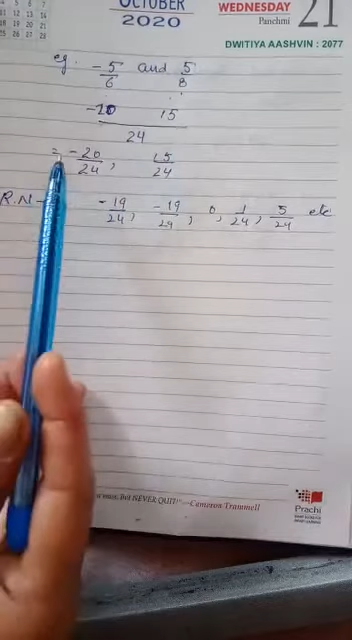 OCTOBER
2020
WEDNESDAY 21
Panchmi
DWITIYA AASHVIN : 2077
eg. -5/6 and 5/8
-20 15
24
= -20/24, 15/24
R.N → -19/24, -19/29, 0, 1/24, 5/24 etc
but NEVER QUIT!" --Cameron Trammell
Prachi